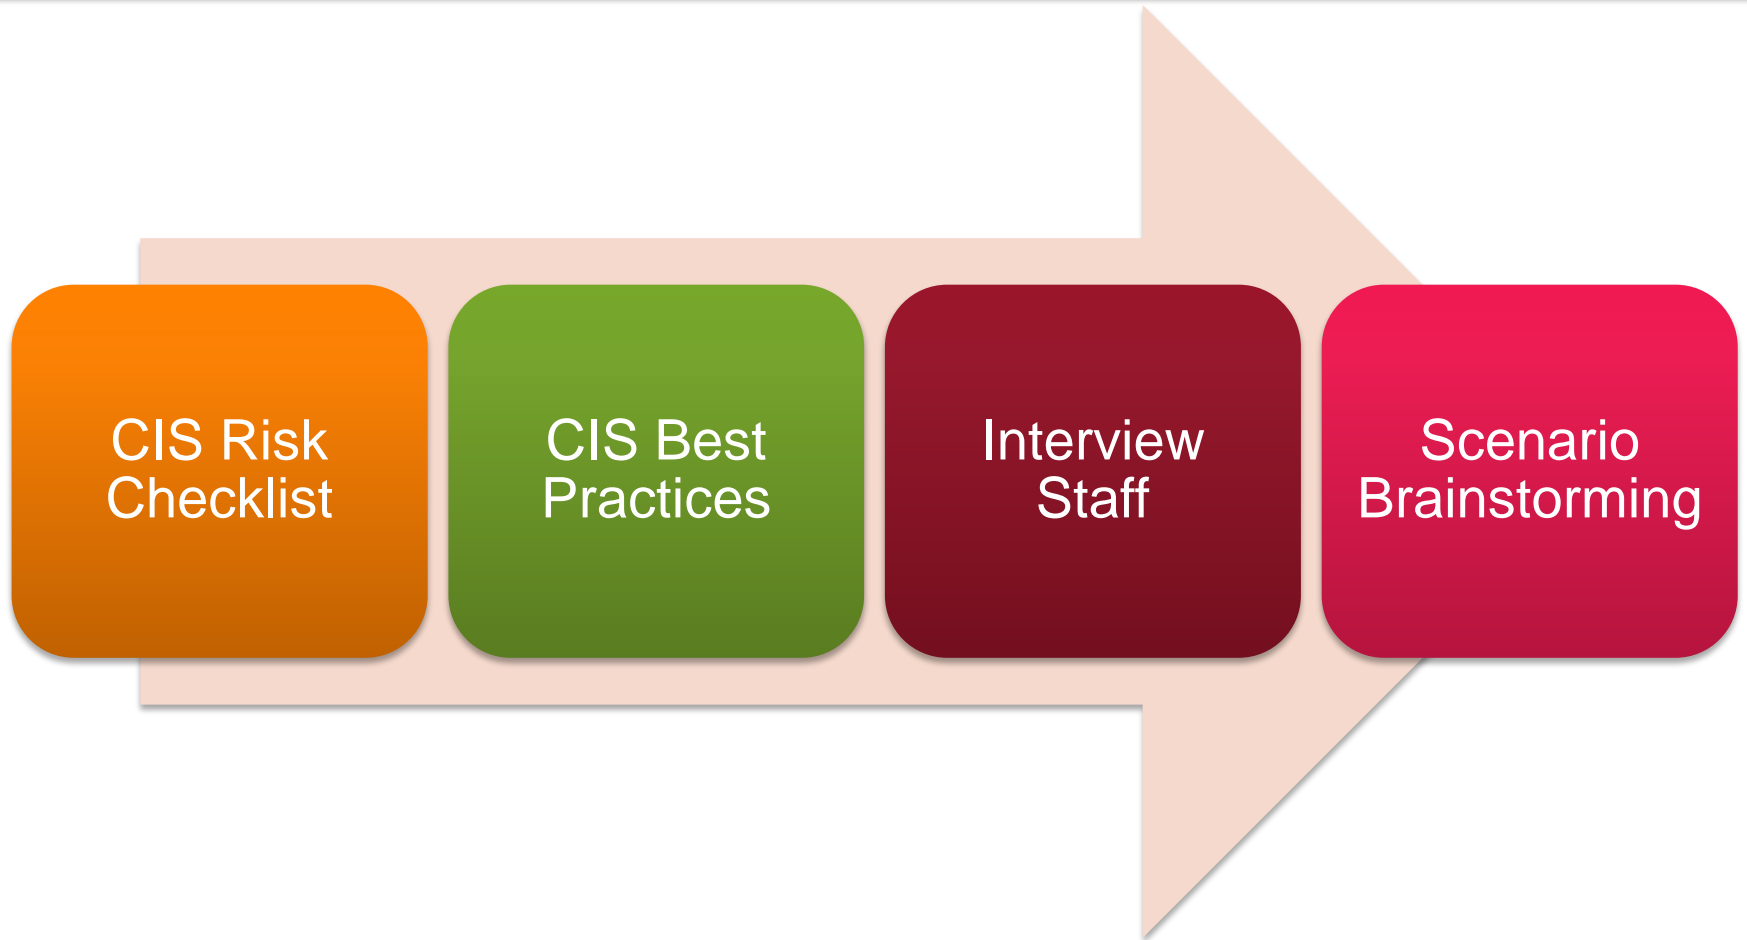 CIS Risk
Checklist
CIS Best
Practices
Interview
Staff
Scenario
Brainstorming